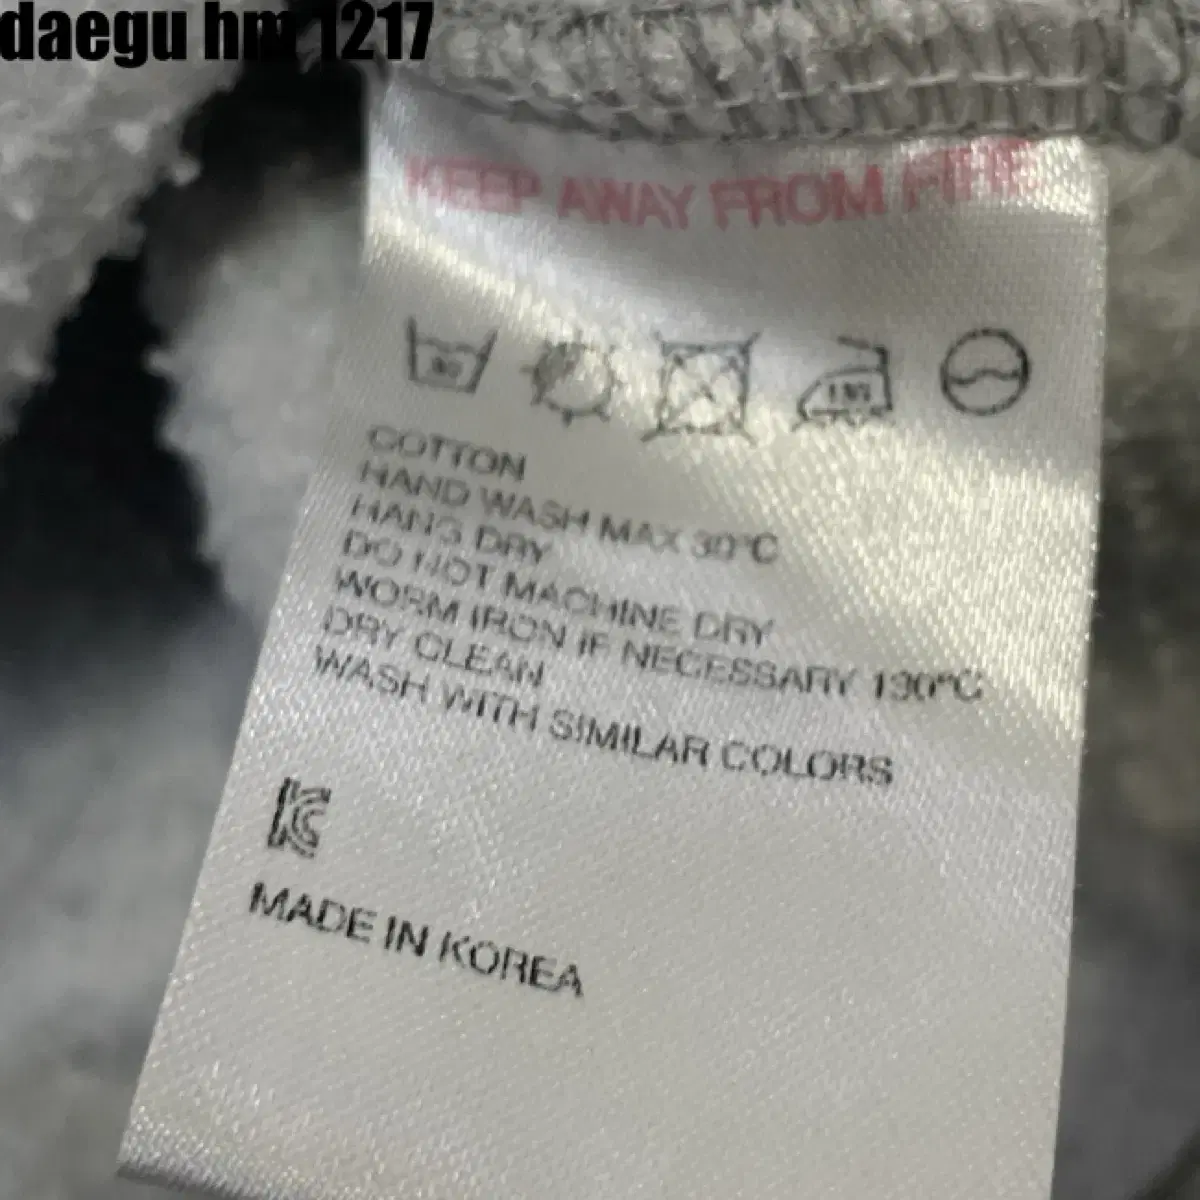 daegu hm 1217
KEEP AWAY FROM FIRE
COTTON
HAND WASH MAX 30°C
HANG DRY
DO NOT MACHINE DRY
WORM IRON IF NECESSARY 190°C
DRY CLEAN
WASH WITH SIMILAR COLORS
MADE IN KOREA